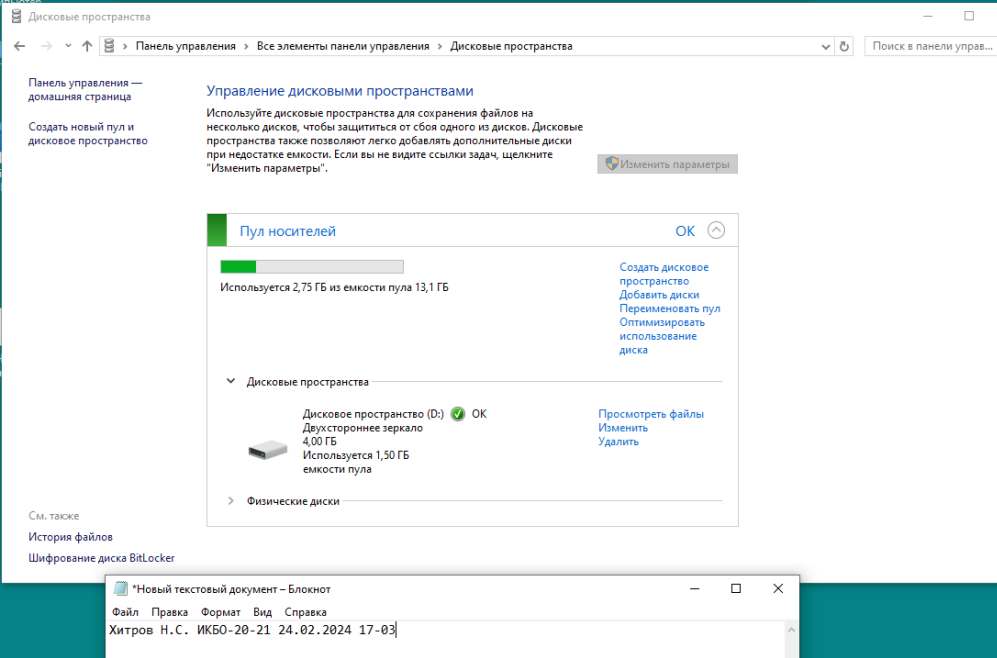 Дисковые пространства
Панель управления > Все элементы панели управления > Дисковые пространства
Поиск в панели управ...
Панель управления —
домашняя страница
Создать новый пул и
дисковое пространство
Управление дисковыми пространствами
Используйте дисковые пространства для сохранения файлов на
несколько дисков, чтобы защититься от сбоя одного из дисков. Дисковые
пространства также позволяют легко добавлять дополнительные диски
при недостатке емкости. Если вы не видите ссылки задач, щелкните
"Изменить параметры".
Изменить параметры
Пул носителей
ОК
Используется 2,75 ГБ из емкости пула 13,1 ГБ
Создать дисковое
пространство
Добавить диски
Переименовать пул
Оптимизировать
использование
диска
Дисковые пространства
Дисковое пространство (D:) ОК
Двухстороннее зеркало
4,00 ГБ
Используется 1,50 ГБ
емкости пула
Просмотреть файлы
Изменить
Удалить
Физические диски
См. также
История файлов
Шифрование диска BitLocker
*Новый текстовый документ – Блокнот
Файл Правка Формат Вид Справка
Хитров Н.С. ИКБО-20-21 24.02.2024 17-03